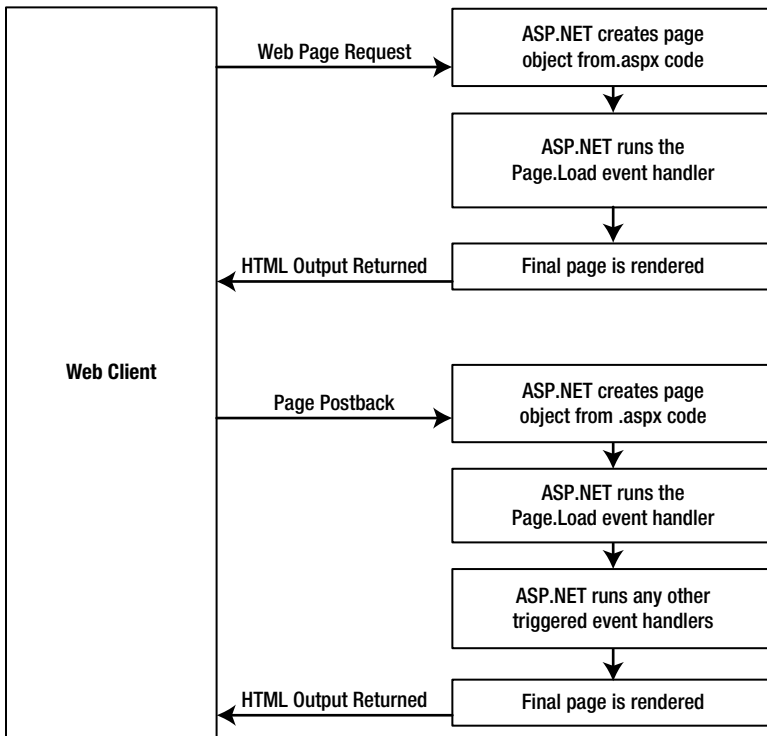 Web Client
Web Page Request
ASP.NET creates page
object from.aspx code
ASP.NET runs the
Page.Load event handler
HTML Output Returned
Final page is rendered
Page Postback
ASP.NET creates page
object from .aspx code
ASP.NET runs the
Page.Load event handler
ASP.NET runs any other
triggered event handlers
HTML Output Returned
Final page is rendered